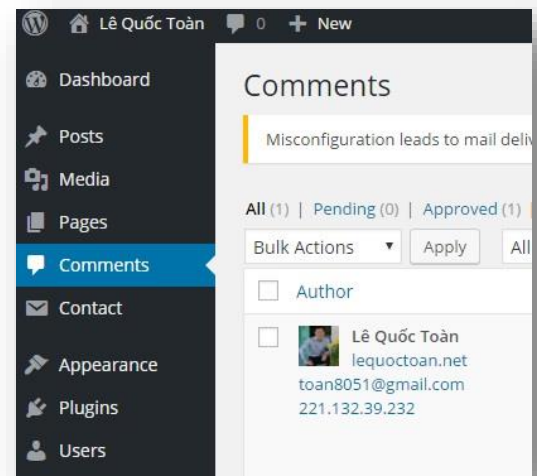 Lê Quốc Toàn 0 New
Dashboard
Posts
Media
Pages
Comments
Contact
Appearance
Plugins
Users
Comments
Misconfiguration leads to mail
All (1) | Pending (0) | Approved (1) |
Bulk Actions Apply All
Author
Lê Quốc Toàn
lequoctoan.net
toan8051@gmail.com
221.132.39.232